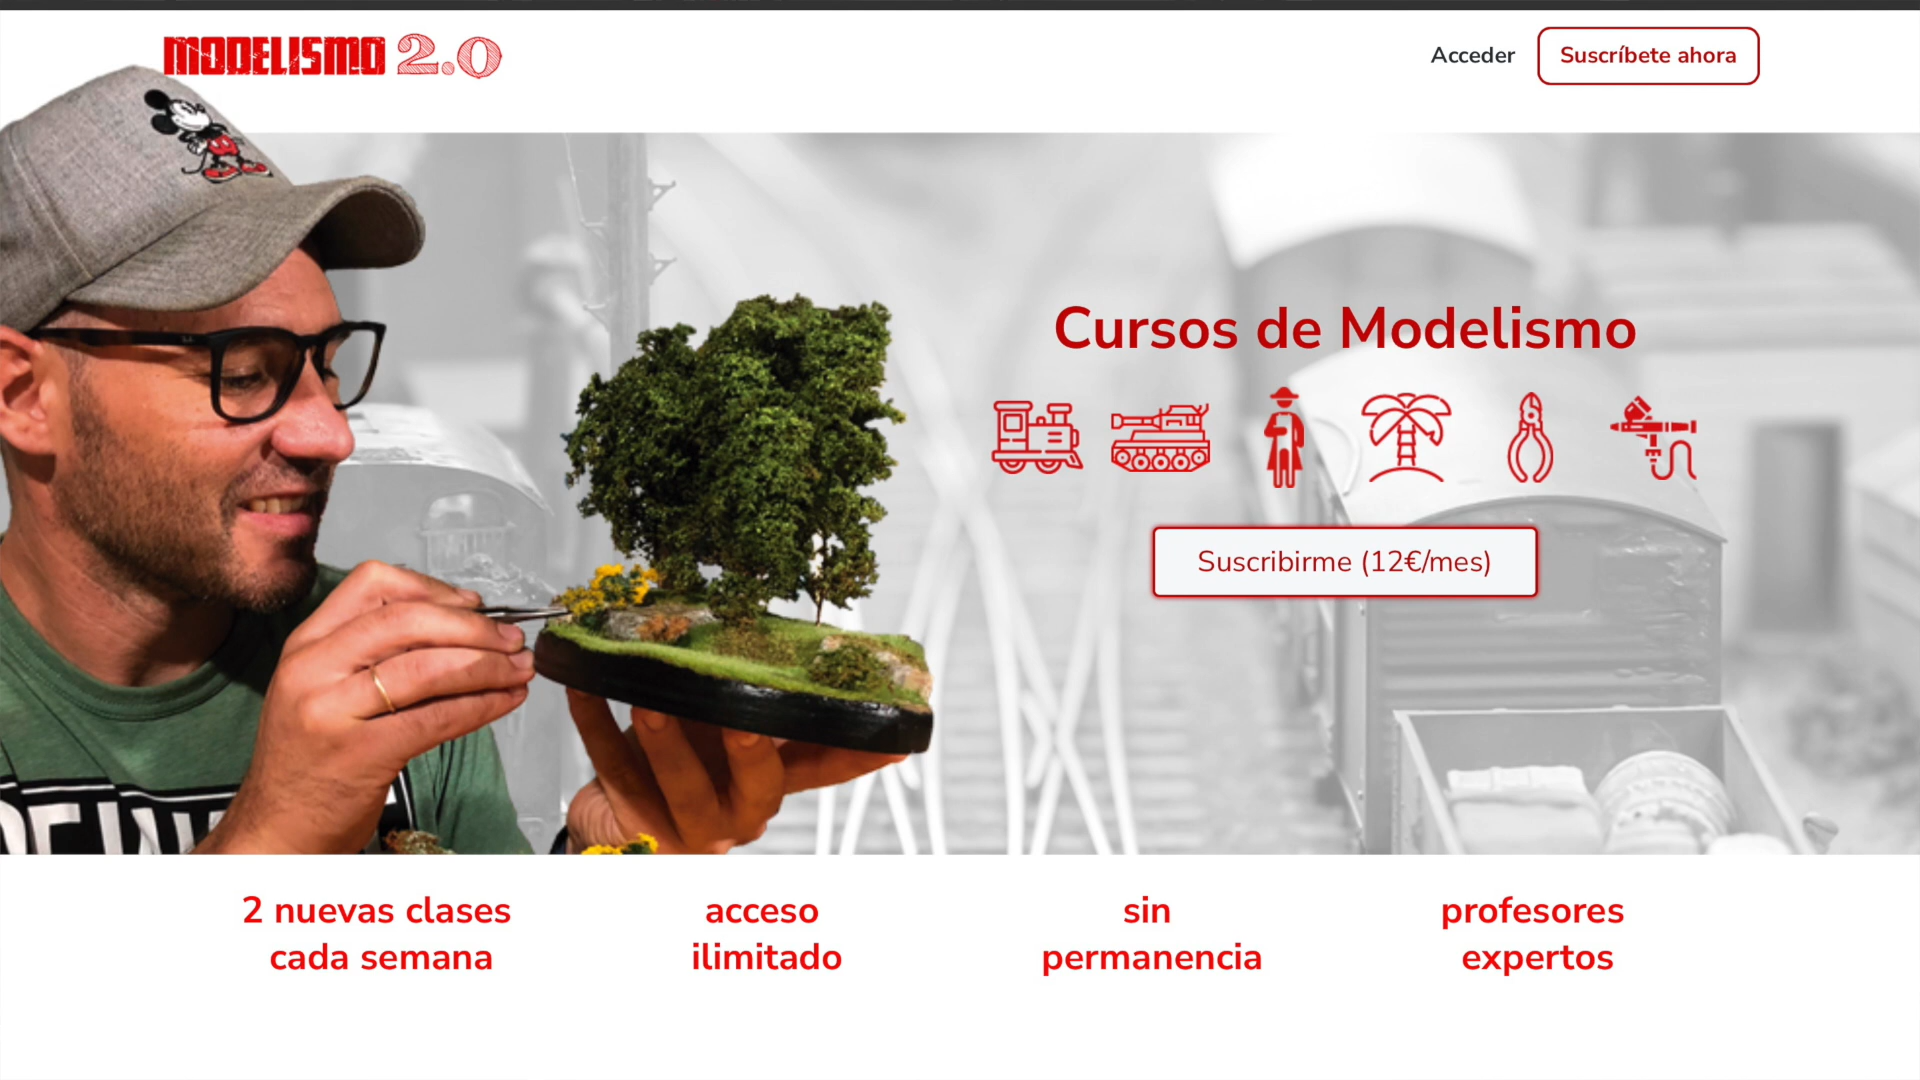 MODELISMO 2.0
Acceder
Suscríbete ahora
Cursos de Modelismo
Suscribirme (12€/mes)
2 nuevas clases
cada semana
acceso
ilimitado
sin
permanencia
profesores
expertos